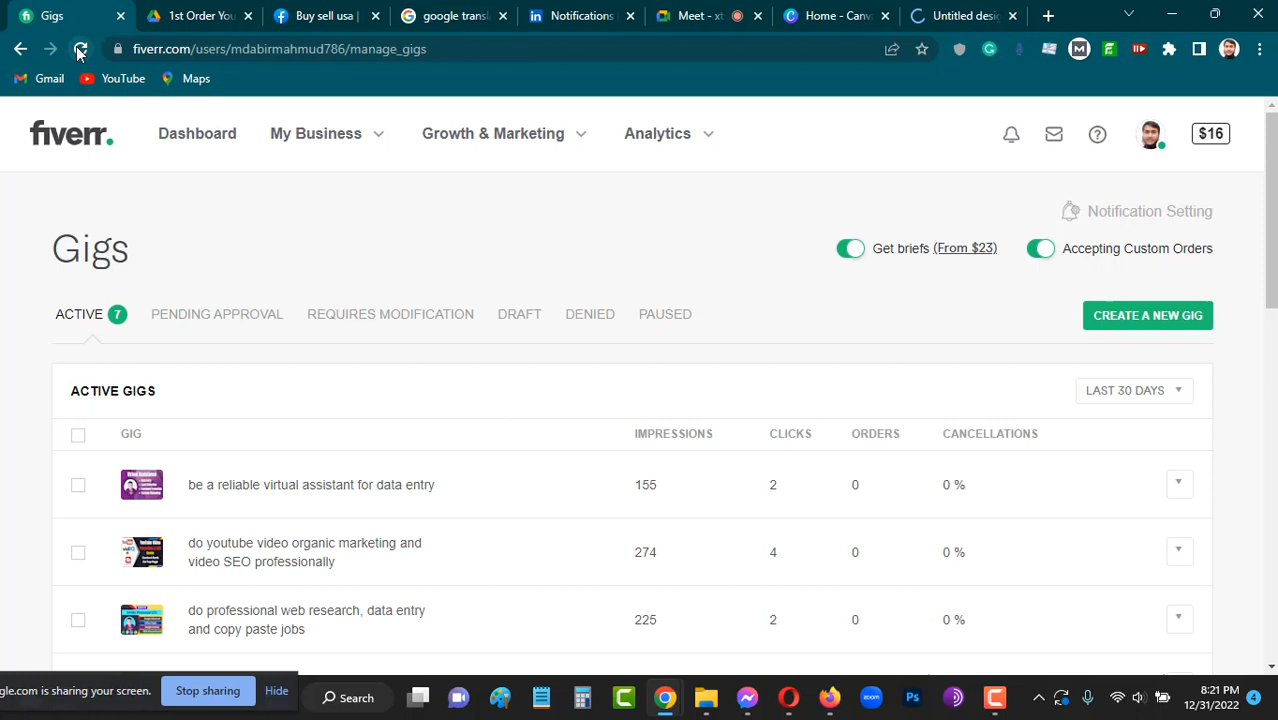 Gigs
1st Order You
Buy sell usa |
google transl
Notifications |
Meet - xt
Home - Canv
Untitled desig
fiverr.com/users/mdabirmahmud786/manage_gigs
Gmail
YouTube
Maps
fiverr.
Dashboard
My Business
Growth & Marketing
Analytics
$16
Notification Setting
Gigs
Get briefs (From $23)
Accepting Custom Orders
ACTIVE 7
PENDING APPROVAL
REQUIRES MODIFICATION
DRAFT
DENIED
PAUSED
CREATE A NEW GIG
ACTIVE GIGS
LAST 30 DAYS
GIG IMPRESSIONS CLICKS ORDERS CANCELLATIONS
be a reliable virtual assistant for data entry 155 2 0 0 %
do youtube video organic marketing and
video SEO professionally
274 4 0 0 %
do professional web research, data entry
and copy paste jobs
225 2 0 0 %
gle.com is sharing your screen.
Stop sharing
Hide
Search
zoom
Ps
8:21 PM
12/31/2022
4